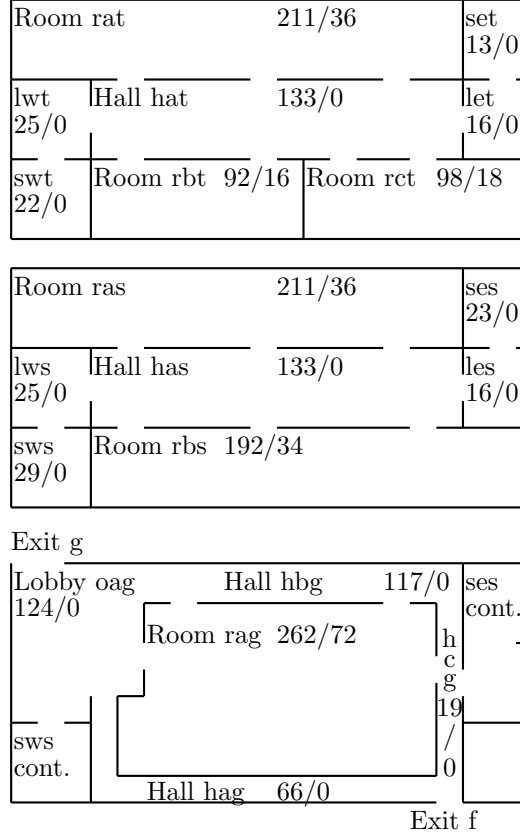 Room rat 211/36 set
13/0
lwt Hall hat 133/0 let
25/0 16/0
swt Room rbt 92/16 Room rct 98/18
22/0
Room ras 211/36 ses
23/0
lws Hall has 133/0 les
25/0 16/0
sws Room rbs 192/34
29/0
Exit g
Lobby oag Hall hbg 117/0 ses
124/0 cont.
Room rag 262/72 h
c
g
19
sws /
cont. 0
Hall hag 66/0
Exit f